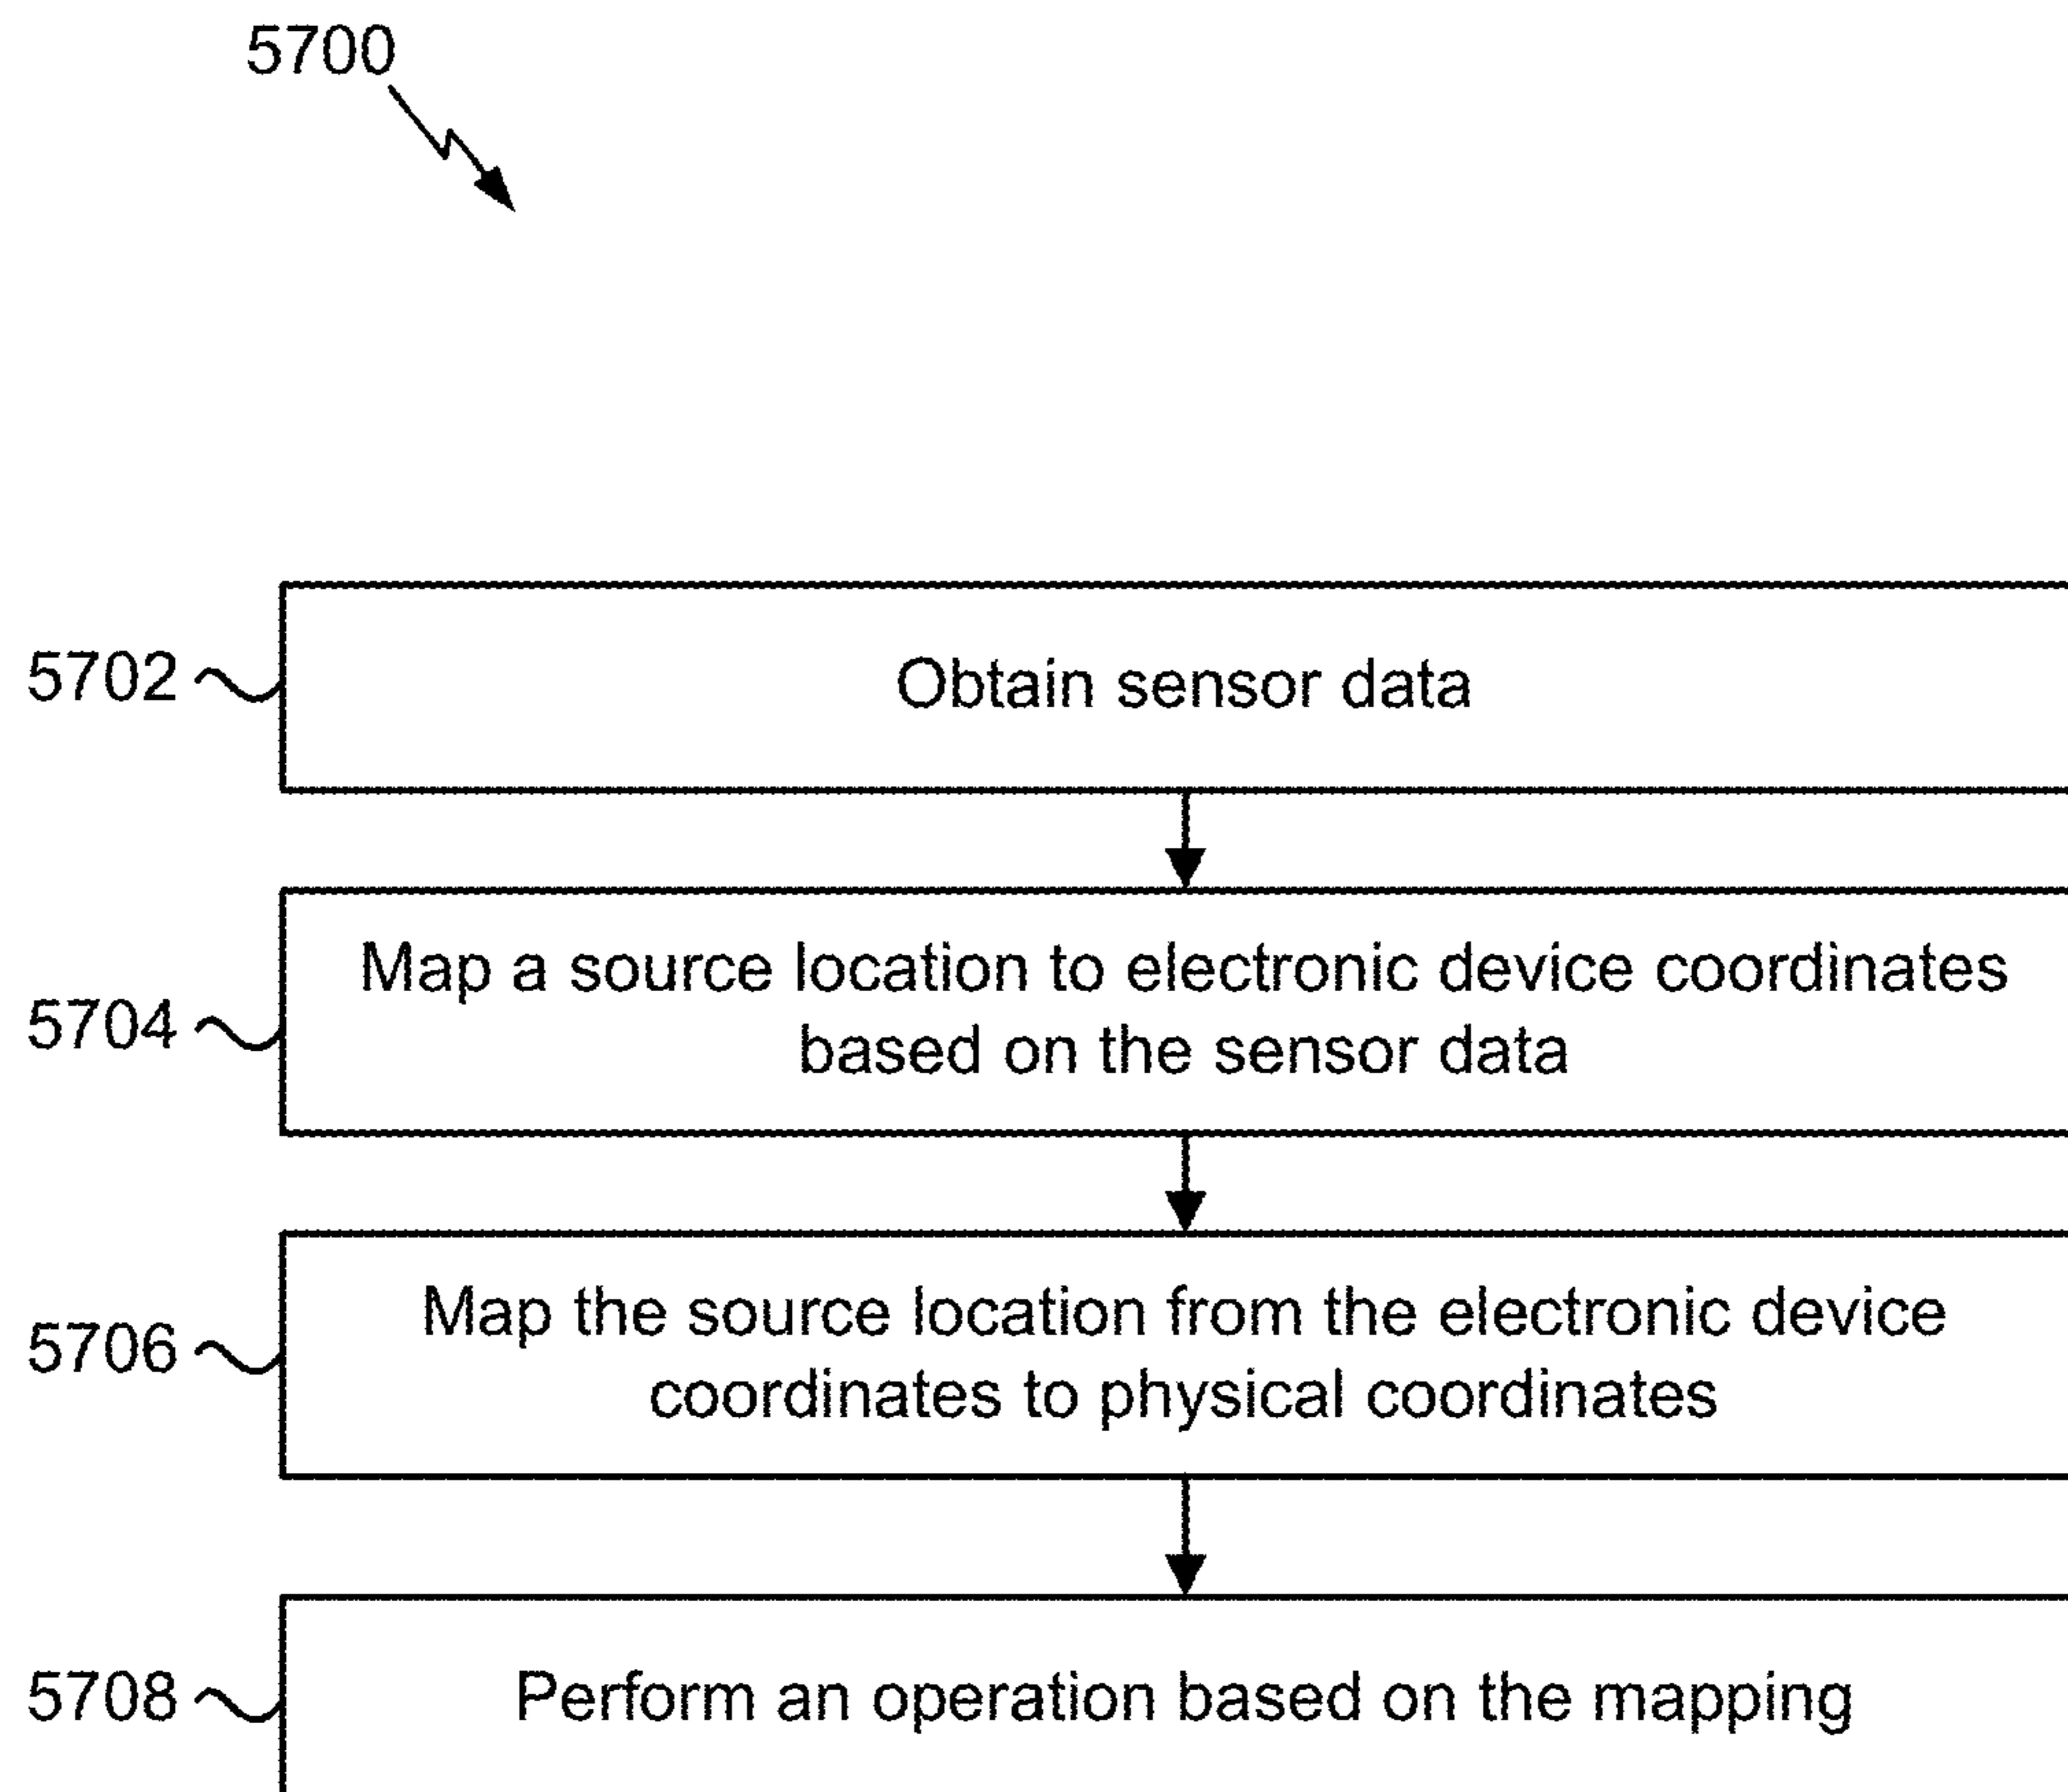 5700
5702
Obtain sensor data
5704
Map a source location to electronic device coordinates
based on the sensor data
5706
Map the source location from the electronic device
coordinates to physical coordinates
5708
Perform an operation based on the mapping